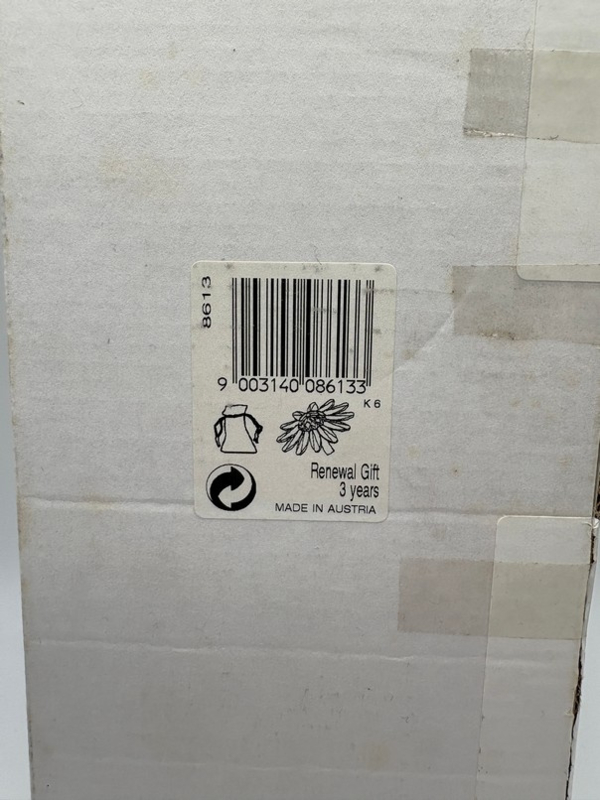 8613
9 003140 086133
K 6
Renewal Gift
3 years
MADE IN AUSTRIA